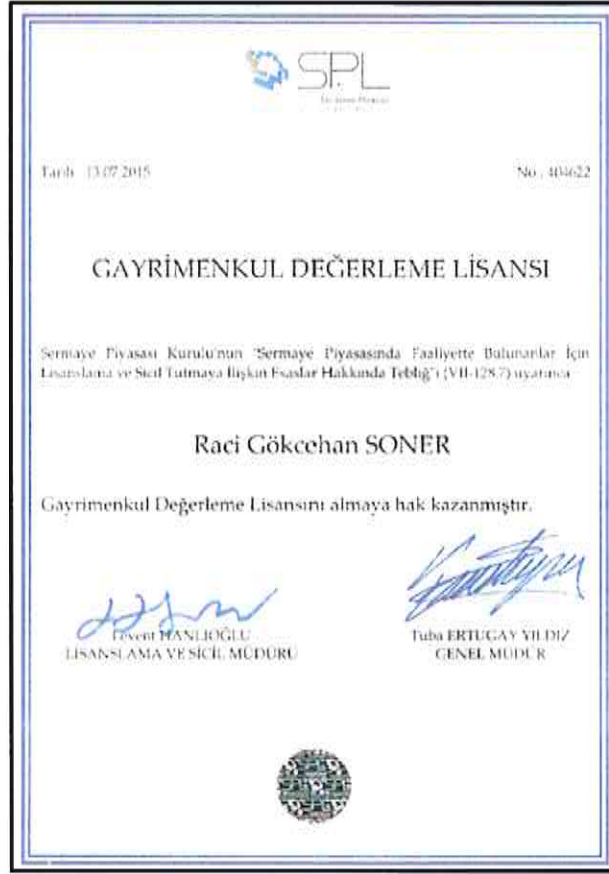 SPL
Tarih : 13.07.2015
No : 404622
GAYRİMENKUL DEĞERLEME LİSANSI
Sermaye Piyasası Kurulu'nun "Sermaye Piyasasında Faaliyette Bulunanlar İçin
Lisanslama ve Sicil Tutmaya İlişkin Esaslar Hakkında Tebliğ"i (VII-128.7) uyarınca
Raci Gökcehan SONER
Gayrimenkul Değerleme Lisansını almaya hak kazanmıştır.
Levent HANLIOĞLU
LİSANSLAMA VE SİCİL MÜDÜRÜ
Tuba ERTUGAY YILDIZ
GENEL MÜDÜR